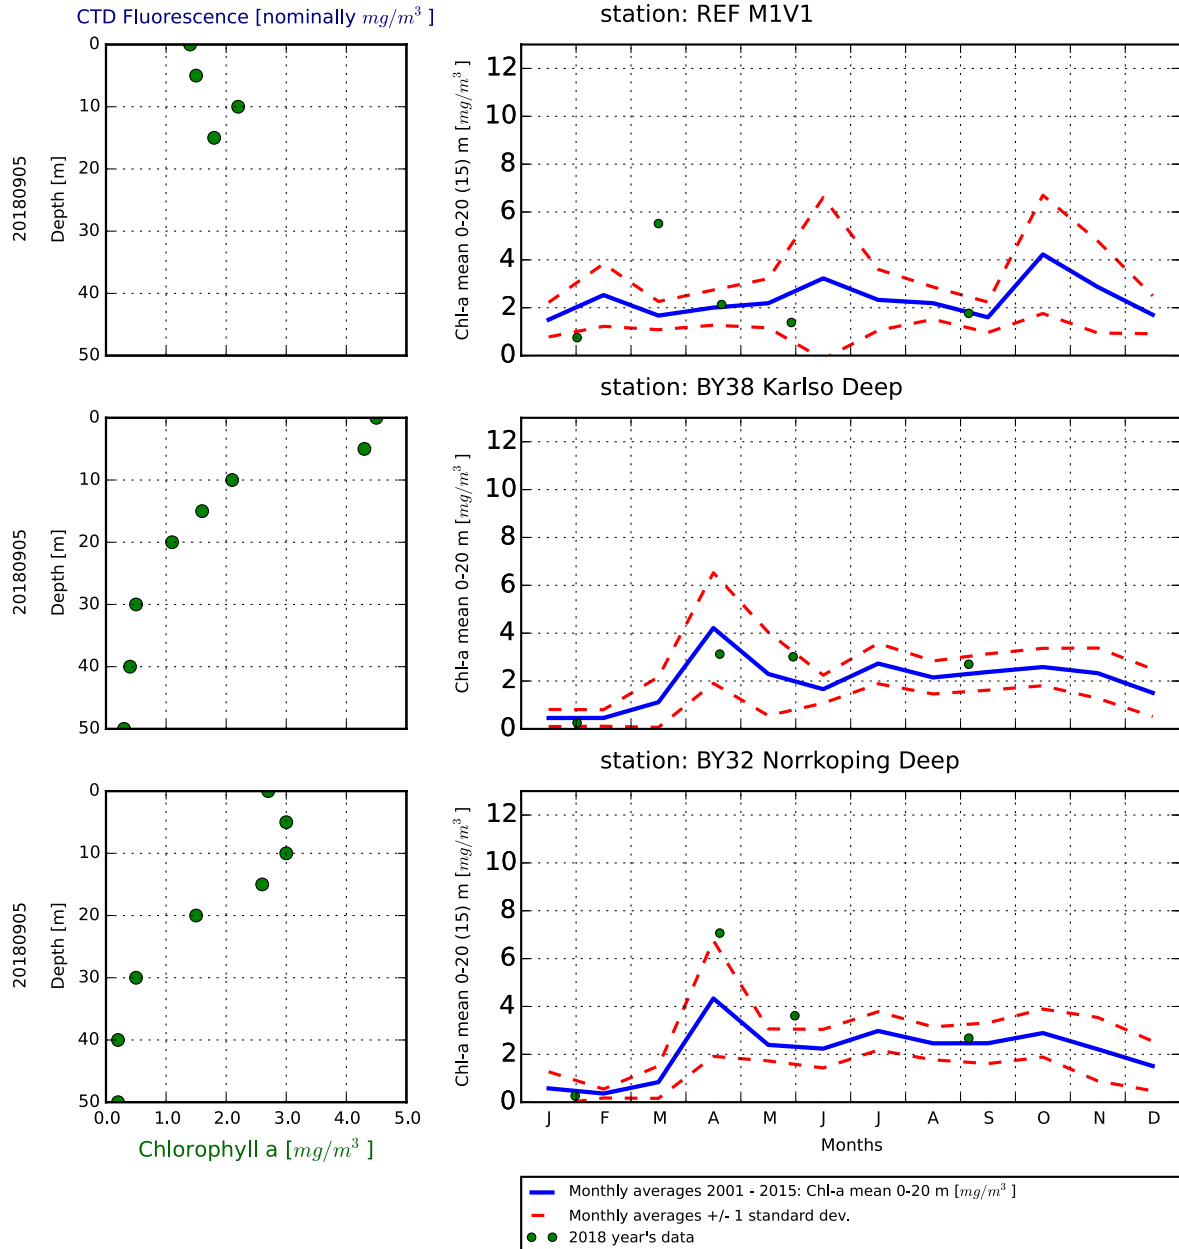 CTD Fluorescence [nominally mg/m³ ]
station: REF M1V1
20180905
Depth [m]
0
10
20
30
40
50
Chl-a mean 0-20 (15) m [mg/m³ ]
12
10
8
6
4
2
0
station: BY38 Karlso Deep
20180905
Depth [m]
0
10
20
30
40
50
Chl-a mean 0-20 m [mg/m³ ]
12
10
8
6
4
2
0
station: BY32 Norrkoping Deep
20180905
Depth [m]
0
10
20
30
40
50
0.0 1.0 2.0 3.0 4.0 5.0
Chlorophyll a [mg/m³ ]
Chl-a mean 0-20 (15) m [mg/m³ ]
12
10
8
6
4
2
0
J F M A M J J A S O N D
Months
Monthly averages 2001 - 2015: Chl-a mean 0-20 m [mg/m³ ]
Monthly averages +/- 1 standard dev.
2018 year's data